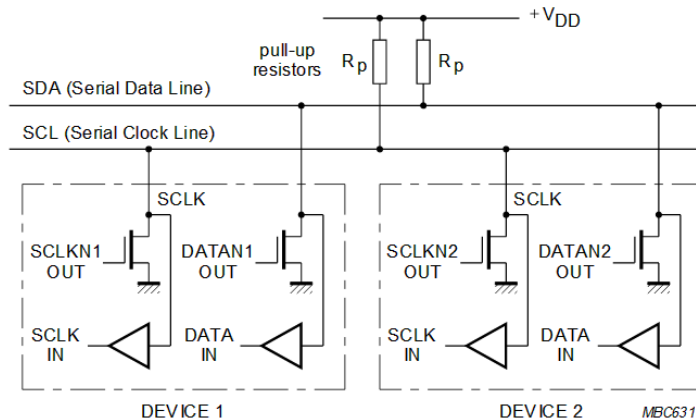 + VDD
pull-up
resistors
Rp
Rp
SDA (Serial Data Line)
SCL (Serial Clock Line)
SCLK
SCLK
SCLKN1
OUT
DATAN1
OUT
SCLKN2
OUT
DATAN2
OUT
SCLK
IN
DATA
IN
SCLK
IN
DATA
IN
DEVICE 1
DEVICE 2
MBC631